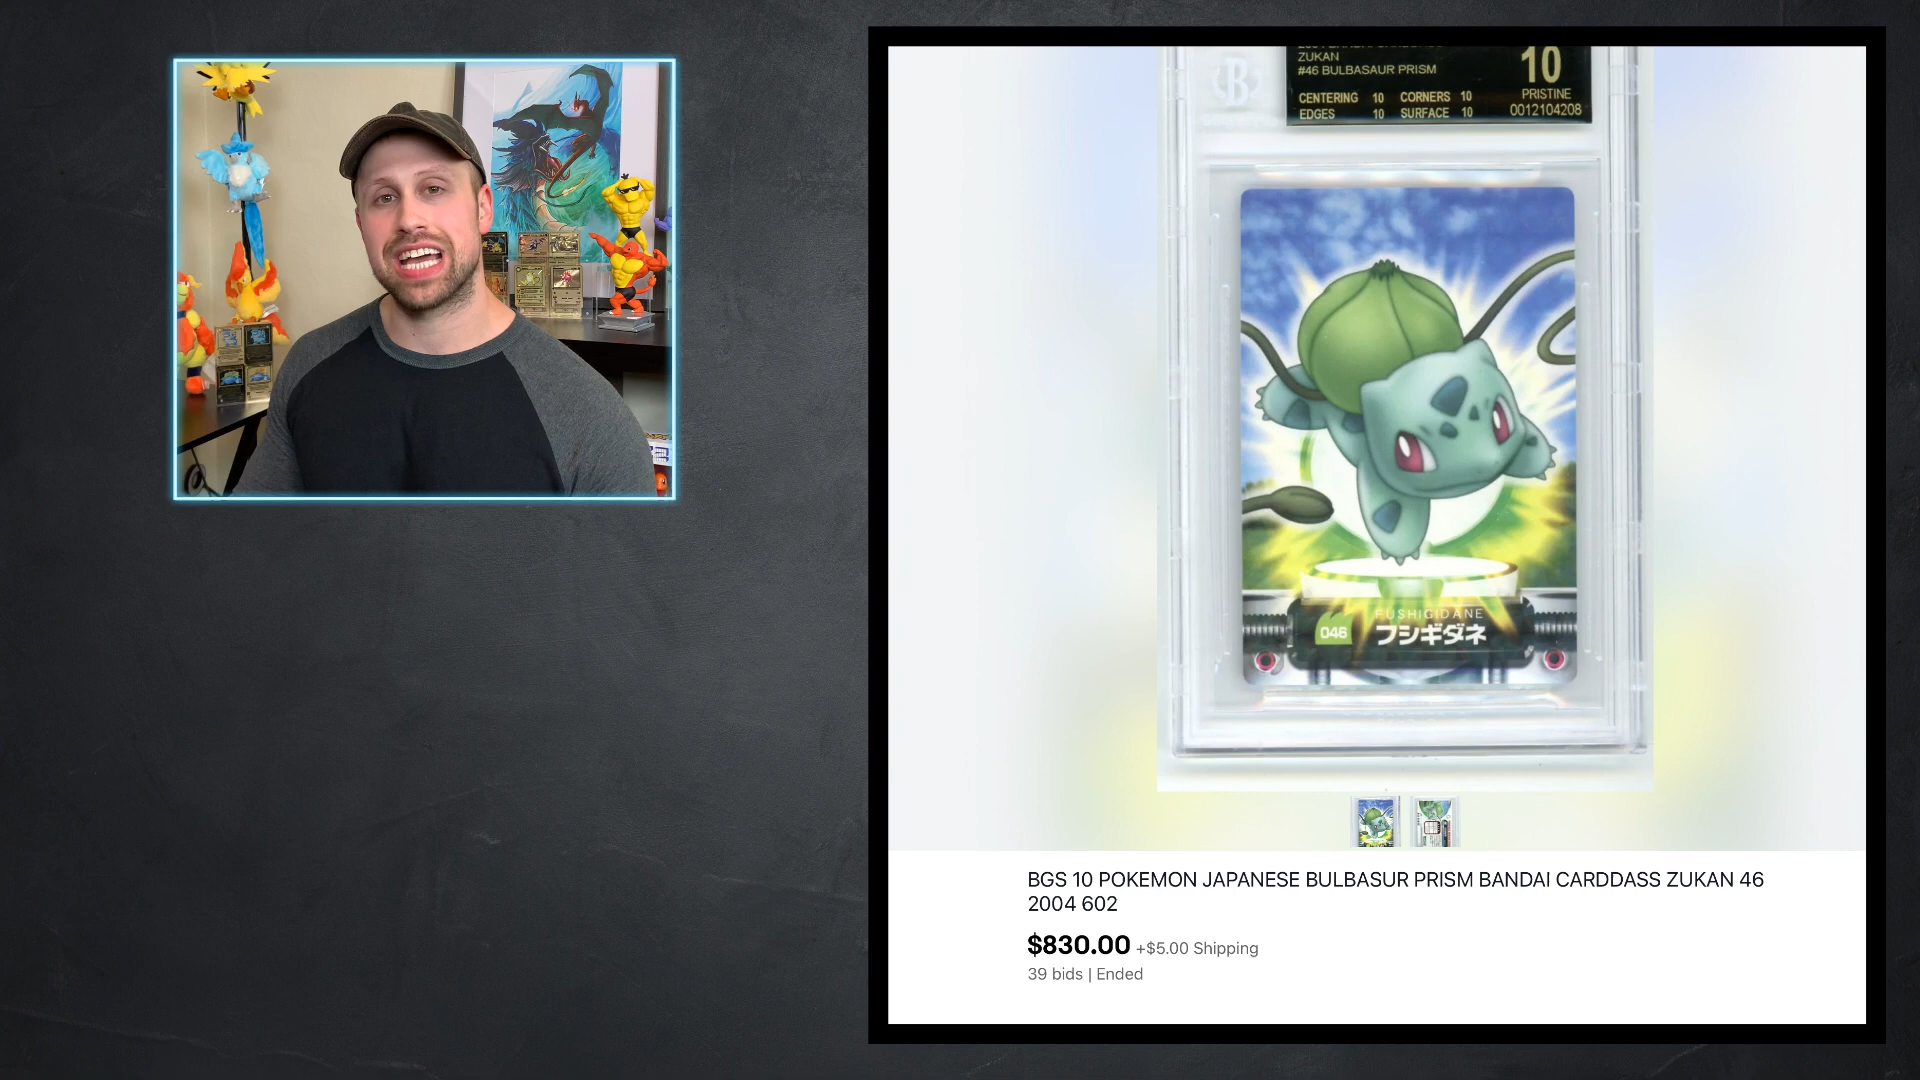 ZUKAN
#46 BULBASAUR PRISM
10
PRISTINE
CENTERING 10 CORNERS 10
EDGES 10 SURFACE 10
0012104208
B
FUSHIGIDANE
046 フシギダネ
BGS 10 POKEMON JAPANESE BULBASUR PRISM BANDAI CARDDASS ZUKAN 46
2004 602
$830.00 +$5.00 Shipping
39 bids | Ended